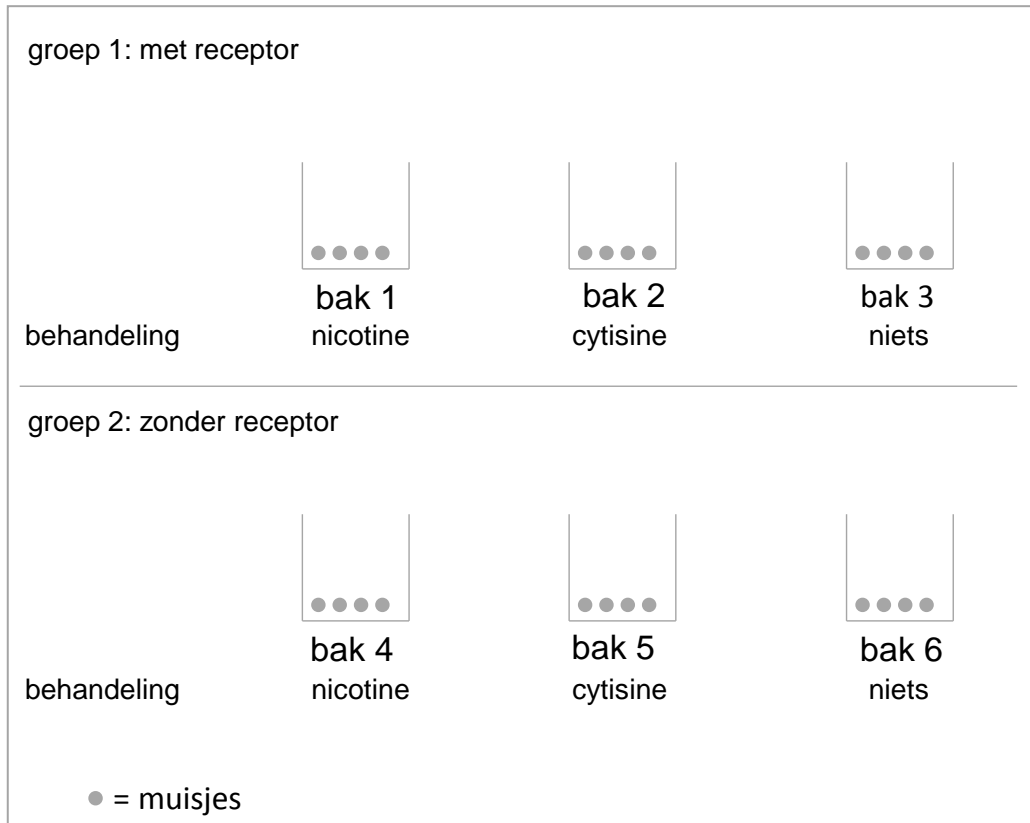 groep 1: met receptor
bak 1 bak 2 bak 3
behandeling nicotine cytisine niets
groep 2: zonder receptor
bak 4 bak 5 bak 6
behandeling nicotine cytisine niets
= muisjes